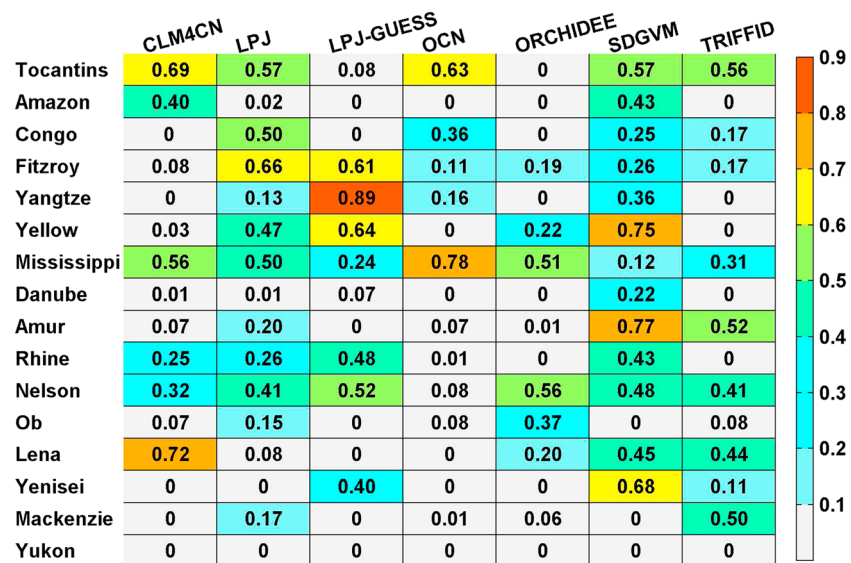 CLM4CN LPJ LPJ-GUESS OCN ORCHIDEE SDGVM TRIFFID
Tocantins 0.69 0.57 0.08 0.63 0 0.57 0.56
Amazon 0.40 0.02 0 0 0 0.43 0
Congo 0 0.50 0 0.36 0 0.25 0.17
Fitzroy 0.08 0.66 0.61 0.11 0.19 0.26 0.17
Yangtze 0 0.13 0.89 0.16 0 0.36 0
Yellow 0.03 0.47 0.64 0 0.22 0.75 0
Mississippi 0.56 0.50 0.24 0.78 0.51 0.12 0.31
Danube 0.01 0.01 0.07 0 0 0.22 0
Amur 0.07 0.20 0 0.07 0.01 0.77 0.52
Rhine 0.25 0.26 0.48 0.01 0 0.43 0
Nelson 0.32 0.41 0.52 0.08 0.56 0.48 0.41
Ob 0.07 0.15 0 0.08 0.37 0 0.08
Lena 0.72 0.08 0 0 0.20 0.45 0.44
Yenisei 0 0 0.40 0 0 0.68 0.11
Mackenzie 0 0.17 0 0.01 0.06 0 0.50
Yukon 0 0 0 0 0 0 0
0.9
0.8
0.7
0.6
0.5
0.4
0.3
0.2
0.1